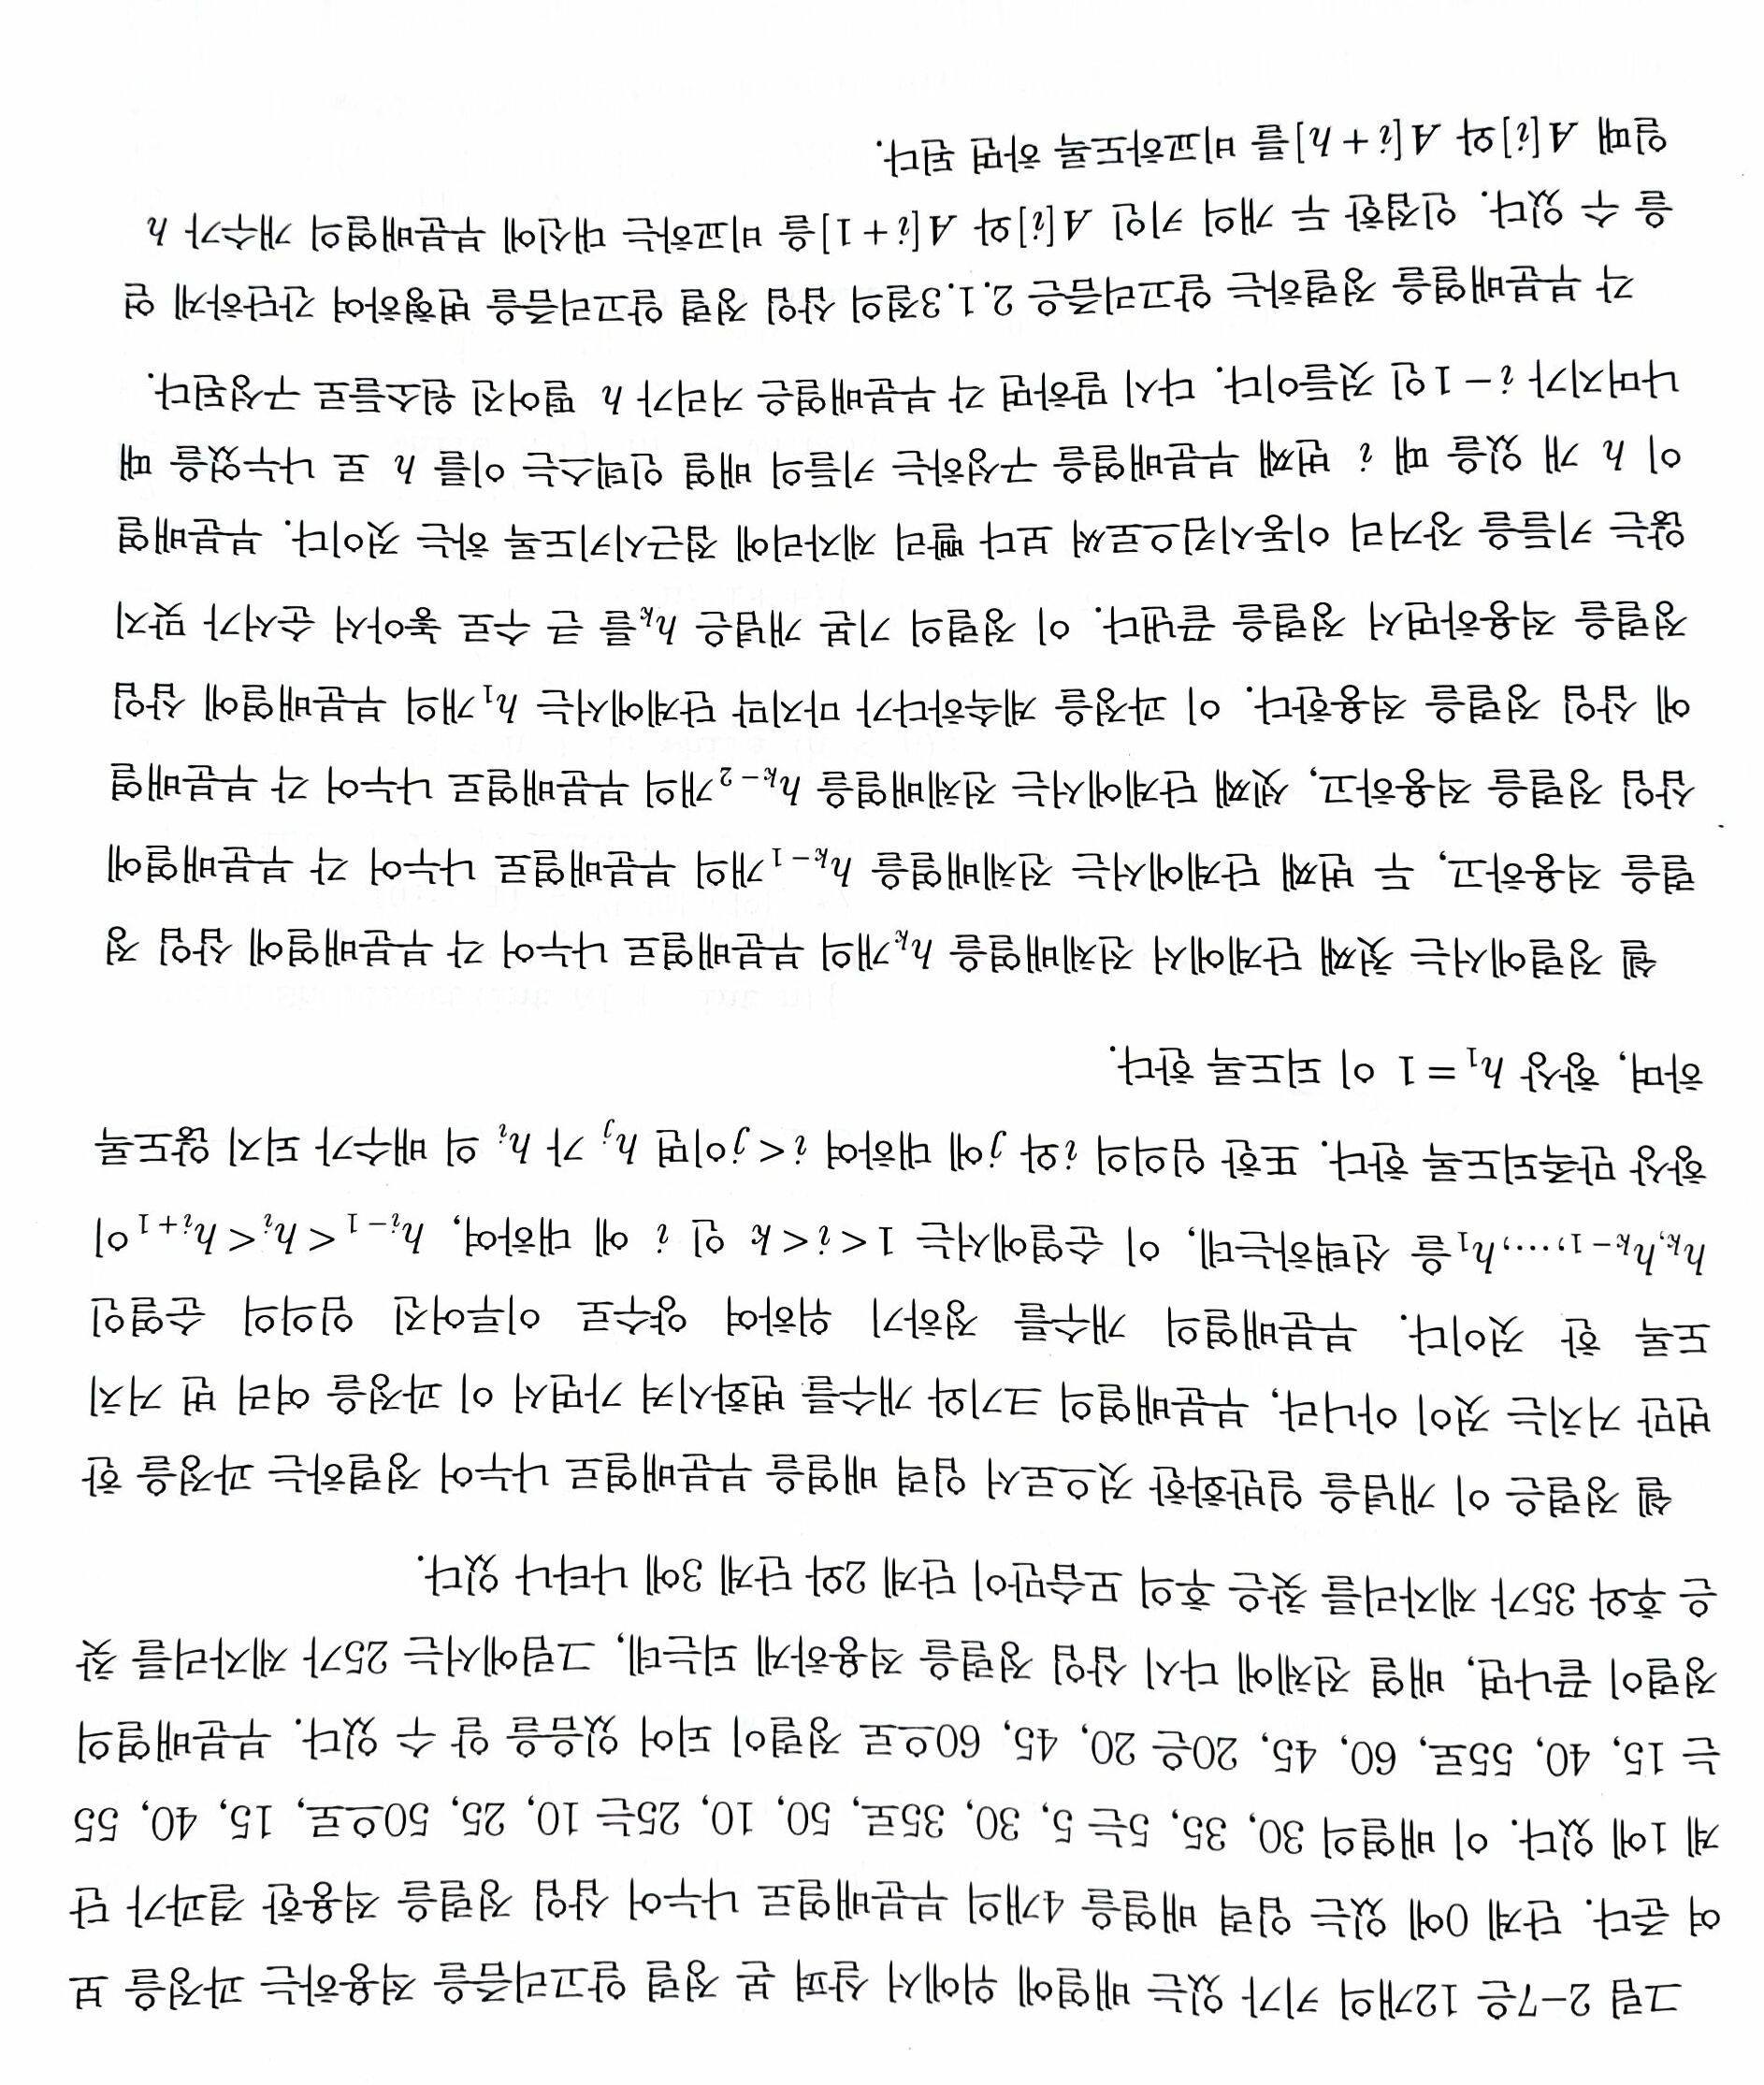 그림 2-7은 12개의 키가 있는 배열에 위에서 살펴 본 정렬 알고리즘을 적용하는 과정을 보
여 준다. 단계 0에 있는 입력 배열을 4개의 부분배열로 나누어 삽입 정렬을 적용한 결과가 단
계 1에 있다. 이 배열의 30, 35, 5는 5, 30, 35로, 50, 10, 25는 10, 25, 50으로, 15, 40, 55
는 15, 40, 55로, 60, 45, 20은 20, 45, 60으로 정렬이 되어 있음을 알 수 있다. 부분배열의
정렬이 끝나면, 배열 전체에 다시 삽입 정렬을 적용하게 되는데, 그림에서는 25가 제자리를 찾
은 후와 35가 제자리를 찾은 후의 모습만이 단계 2와 단계 3에 나타나 있다.
쉘 정렬은 이 개념을 일반화한 것으로서 입력 배열을 부분배열로 나누어 정렬하는 과정을 한
번만 거치는 것이 아니라, 부분배열의 크기와 개수를 변화시켜 가면서 이 과정을 여러 번 거치
도록 한 것이다. 부분배열의 개수를 정하기 위하여 양수로 이루어진 임의의 순열인
hₖ, hₖ₋₁, …, h₁을 선택하는데, 이 순열에서는 1 < i < k 인 i 에 대하여, hᵢ₋₁ < hᵢ < hᵢ₊₁이
항상 만족되도록 한다. 또한 임의의 i와 j에 대하여 i < j이면 hⱼ 가 hᵢ 의 배수가 되지 않도록
하며, 항상 h₁ = 1 이 되도록 한다.
쉘 정렬에서는 첫째 단계에서 전체배열을 hₖ개의 부분배열로 나누어 각 부분배열에 삽입 정
렬을 적용하고, 두 번째 단계에서는 전체배열을 hₖ₋₁개의 부분배열로 나누어 각 부분배열에
삽입 정렬을 적용하고, 셋째 단계에서는 전체배열을 hₖ₋₂개의 부분배열로 나누어 각 부분배열
에 삽입 정렬을 적용한다. 이 과정을 계속하다가 마지막 단계에서는 h₁개의 부분배열에 삽입
정렬을 적용하면서 정렬을 끝낸다. 이 정렬의 기본 개념은 hₖ를 큰 수로 놓아서 순서가 맞지
않는 키들을 장거리 이동시킴으로써 보다 빨리 제자리에 접근시키도록 하는 것이다. 부분배열
이 h 개 있을 때 i 번째 부분배열을 구성하는 키들의 배열 인덱스는 이를 h 로 나누었을 때
나머지가 i − 1 인 것들이다. 다시 말하면 각 부분배열은 거리가 h 떨어진 원소들로 구성된다.
각 부분배열을 정렬하는 알고리즘은 2.1.3절의 삽입 정렬 알고리즘을 변형하여 간단하게 얻
을 수 있다. 인접한 두 개의 키인 A[i]와 A[i + 1]을 비교하는 대신에 부분배열의 개수가 h
일때 A[i]와 A[i + h]를 비교하도록 하면 된다.